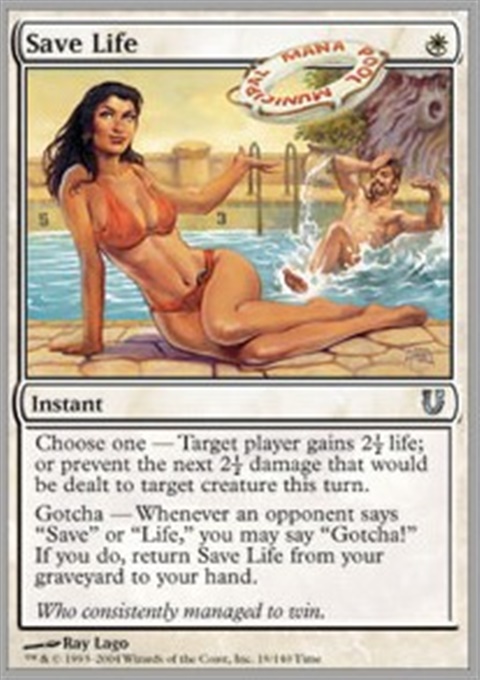 Save Life
MUNICIPAL MANA POOL
5 3
Instant
Choose one — Target player gains 2½ life;
or prevent the next 2½ damage that would
be dealt to target creature this turn.
Gotcha — Whenever an opponent says
“Save” or “Life,” you may say “Gotcha!”
If you do, return Save Life from your
graveyard to your hand.
Who consistently managed to win.
Ray Lago
™ & © 1993–2004 Wizards of the Coast, Inc. 19/140 Time